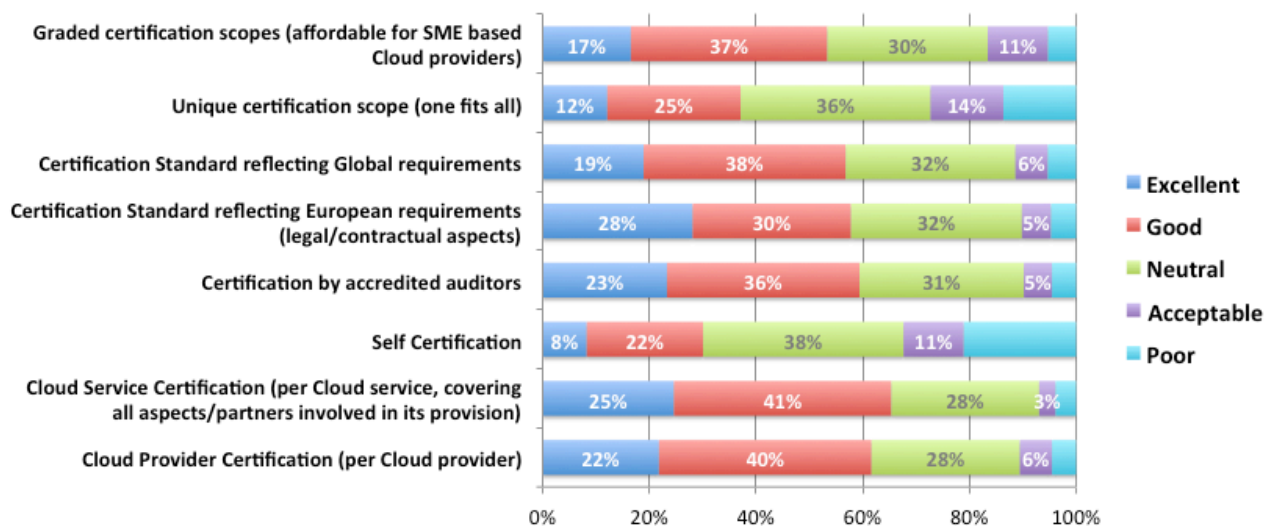 Graded certification scopes (affordable for SME based
Cloud providers)
17% 37% 30% 11%
Unique certification scope (one fits all)
12% 25% 36% 14%
Certification Standard reflecting Global requirements
19% 38% 32% 6%
Certification Standard reflecting European requirements
(legal/contractual aspects)
28% 30% 32% 5%
Certification by accredited auditors
23% 36% 31% 5%
Self Certification
8% 22% 38% 11%
Cloud Service Certification (per Cloud service, covering
all aspects/partners involved in its provision)
25% 41% 28% 3%
Cloud Provider Certification (per Cloud provider)
22% 40% 28% 6%
0% 20% 40% 60% 80% 100%
Excellent
Good
Neutral
Acceptable
Poor